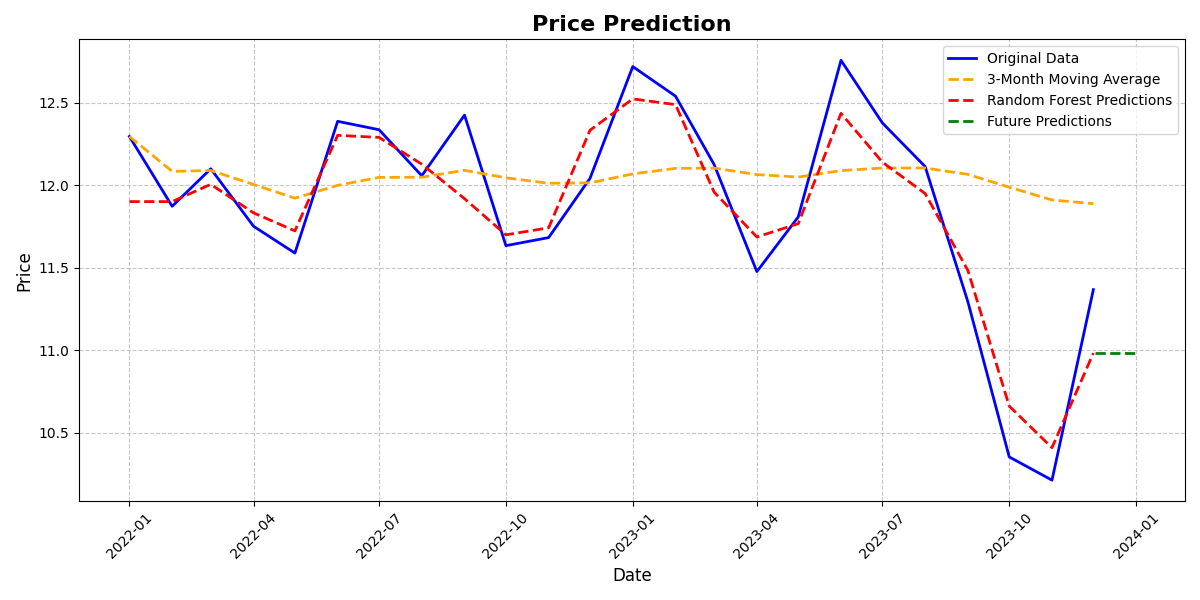 Price Prediction
Original Data
3-Month Moving Average
Random Forest Predictions
Future Predictions
Price
12.5
12.0
11.5
11.0
10.5
2022-01
2022-04
2022-07
2022-10
2023-01
2023-04
2023-07
2023-10
2024-01
Date